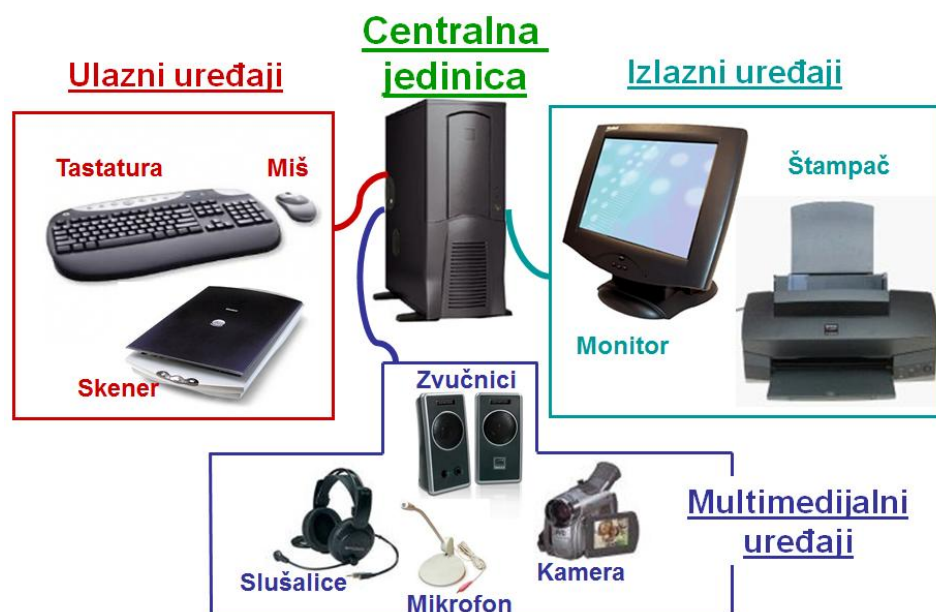 Centralna
jedinica
Ulazni uređaji
Izlazni uređaji
Tastatura
Miš
Skener
Štampač
Monitor
Zvučnici
Slušalice
Mikrofon
Kamera
Multimedijalni
uređaji